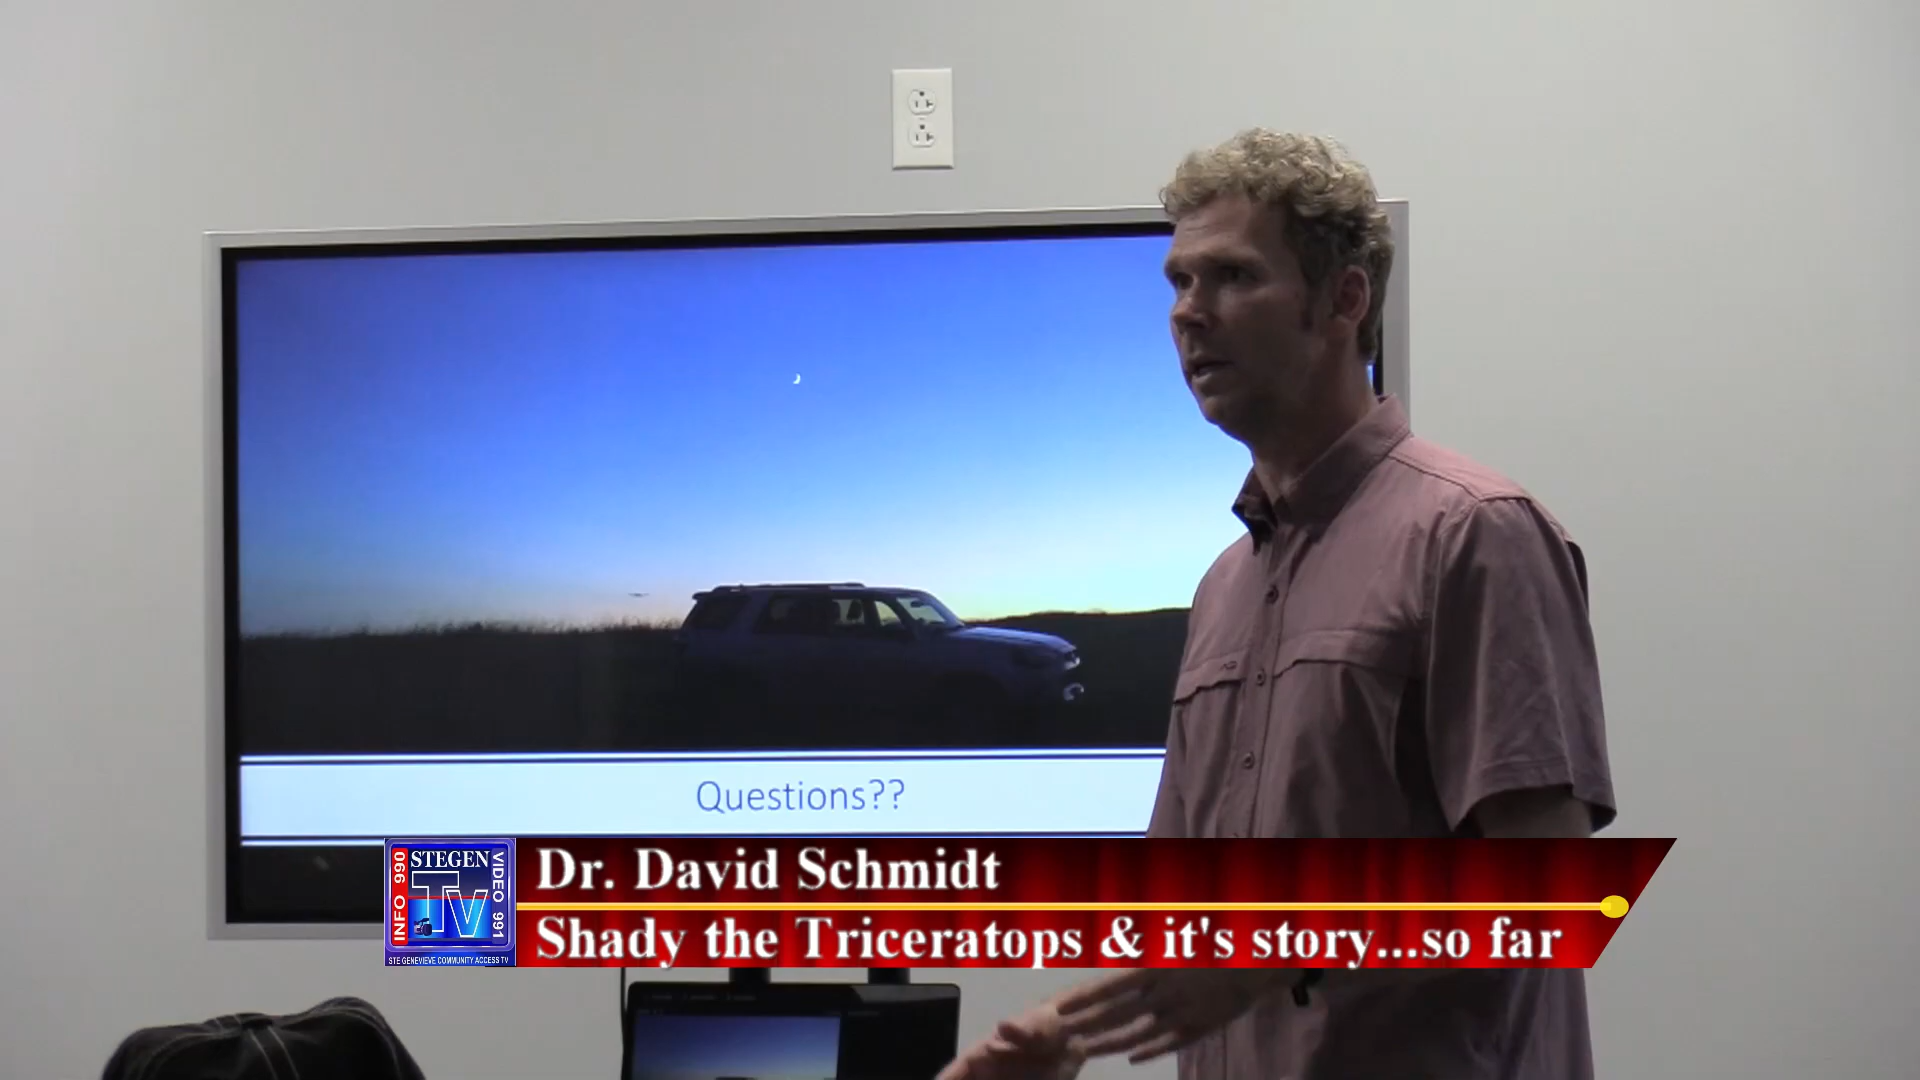 Questions??
INFO 990
STEGEN
TV
VIDEO 991
STE GENEVIEVE COMMUNITY ACCESS TV
Dr. David Schmidt
Shady the Triceratops & it's story...so far